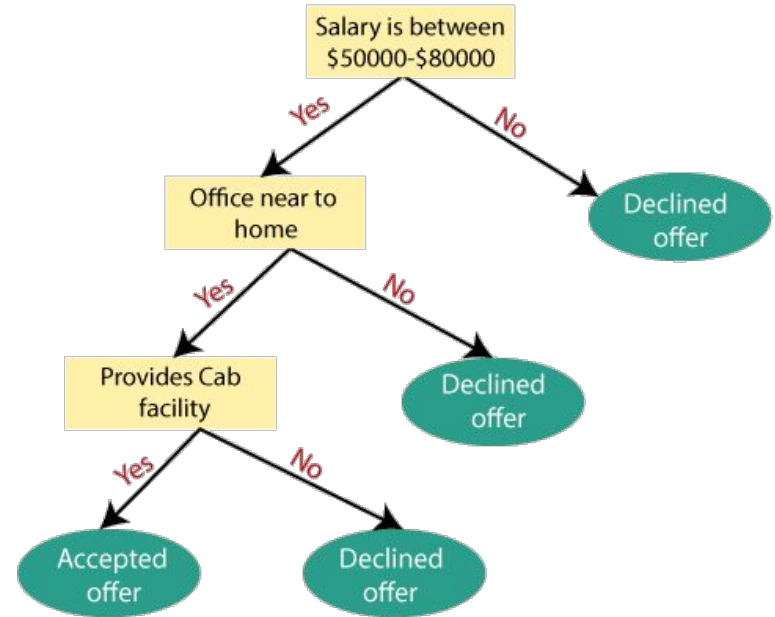 Salary is between
$50000-$80000
Yes
No
Office near to
home
Declined
offer
Yes
No
Provides Cab
facility
Declined
offer
Yes
No
Accepted
offer
Declined
offer